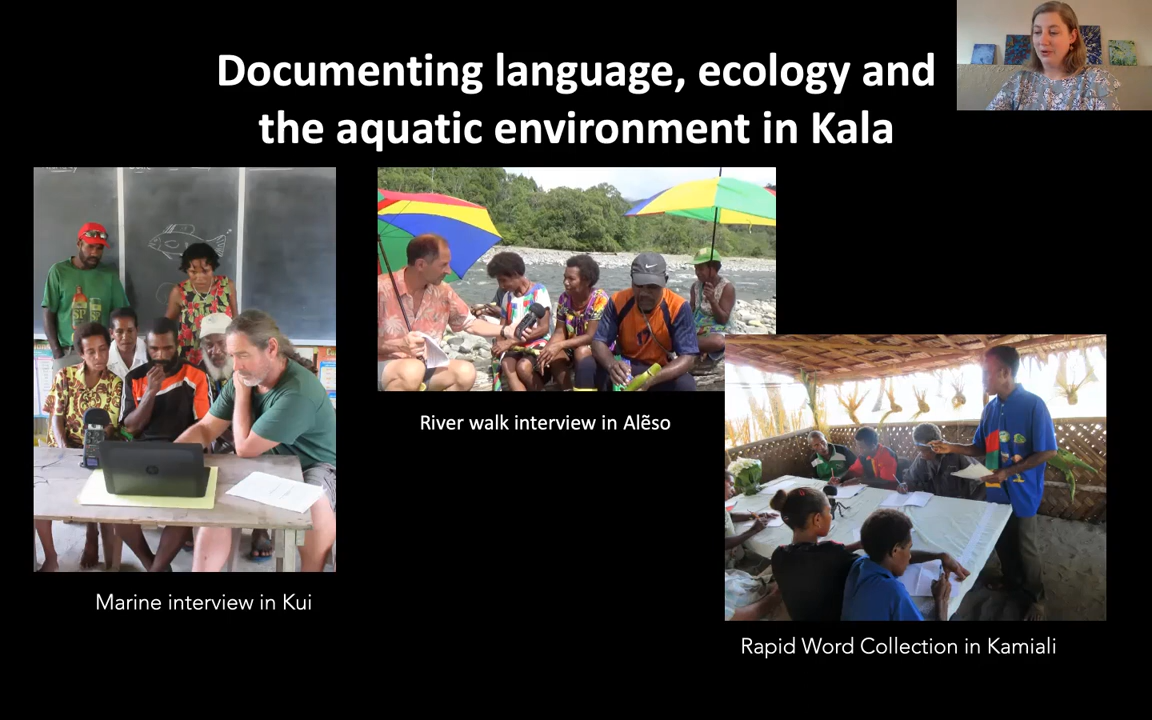 Documenting language, ecology and
the aquatic environment in Kala
River walk interview in Alẽso
Marine interview in Kui
Rapid Word Collection in Kamiali